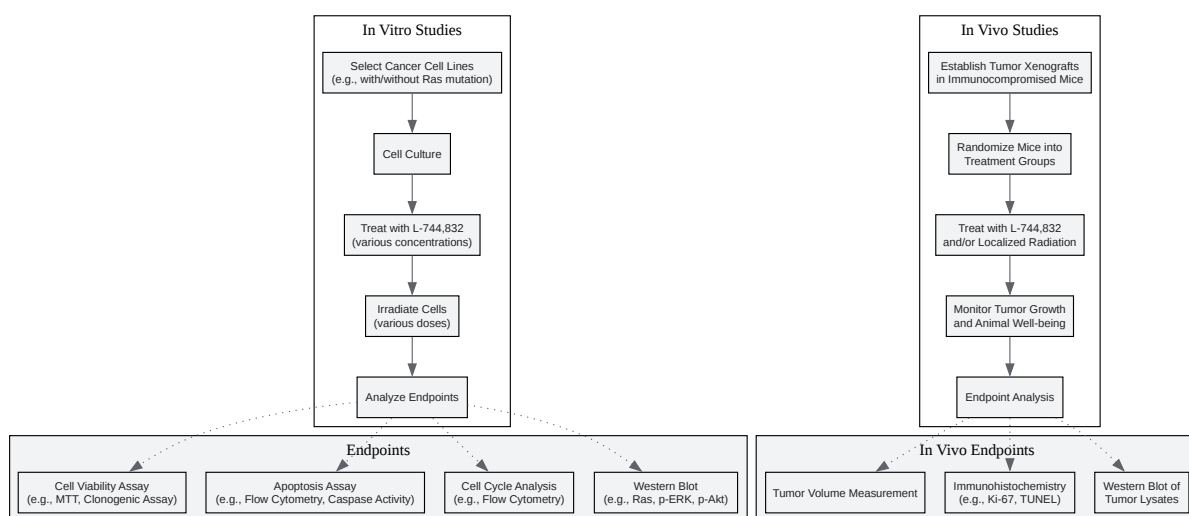 In Vitro Studies
Select Cancer Cell Lines
(e.g., with/without Ras mutation)
Cell Culture
Treat with L-744,832
(various concentrations)
Irradiate Cells
(various doses)
Analyze Endpoints
Endpoints
Cell Viability Assay
(e.g., MTT, Clonogenic Assay)
Apoptosis Assay
(e.g., Flow Cytometry, Caspase Activity)
Cell Cycle Analysis
(e.g., Flow Cytometry)
Western Blot
(e.g., Ras, p-ERK, p-Akt)
In Vivo Studies
Establish Tumor Xenografts
in Immunocompromised Mice
Randomize Mice into
Treatment Groups
Treat with L-744,832
and/or Localized Radiation
Monitor Tumor Growth
and Animal Well-being
Endpoint Analysis
In Vivo Endpoints
Tumor Volume Measurement
Immunohistochemistry
(e.g., Ki-67, TUNEL)
Western Blot of
Tumor Lysates